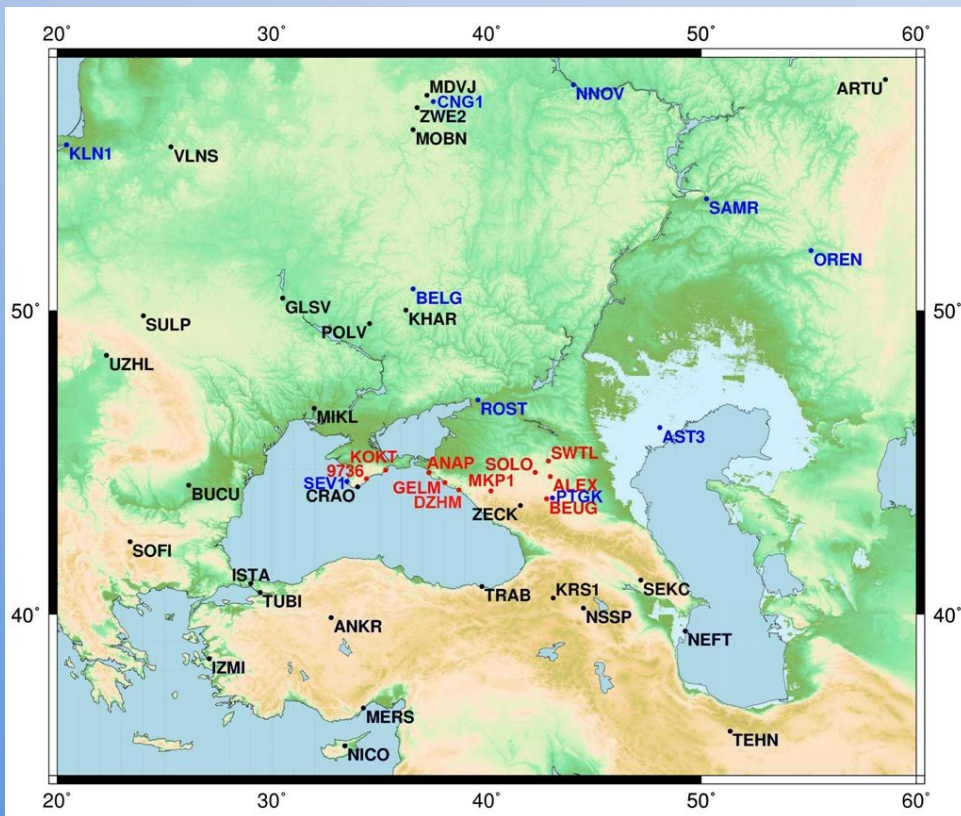 20˚ 30˚ 40˚ 50˚ 60˚
MDVJ
CNG1
ZWE2
MOBN
NNOV
ARTU
KLN1
VLNS
SAMR
OREN
BELG
GLSV
KHAR
50˚ 50˚
SULP
POLV
UZHL
MIKL
ROST
AST3
KOKT
9736
SEV1
CRAO
ANAP
SOLO
SWTL
MKP1
GELM
DZHM
ALEX
PTGK
BEUG
ZECK
BUCU
SOFI
ISTA
TUBI
TRAB
KRS1
SEKC
NSSP
40˚ 40˚
ANKR
NEFT
IZMI
MERS
TEHN
NICO
20˚ 30˚ 40˚ 50˚ 60˚